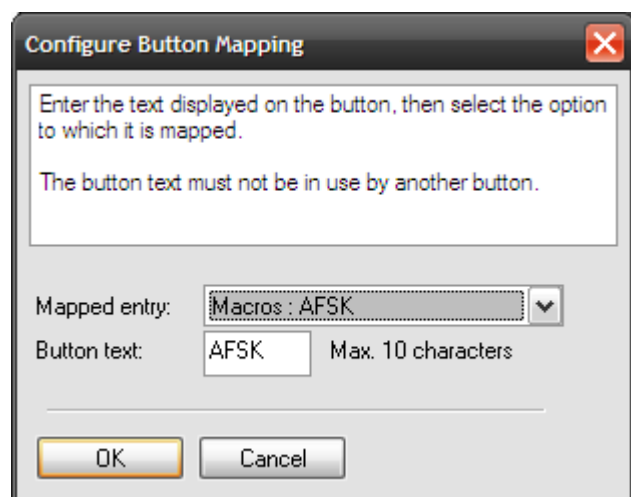 Configure Button Mapping
Enter the text displayed on the button, then select the option
to which it is mapped.
The button text must not be in use by another button.
Mapped entry: Macros : AFSK
Button text: AFSK Max. 10 characters
OK Cancel